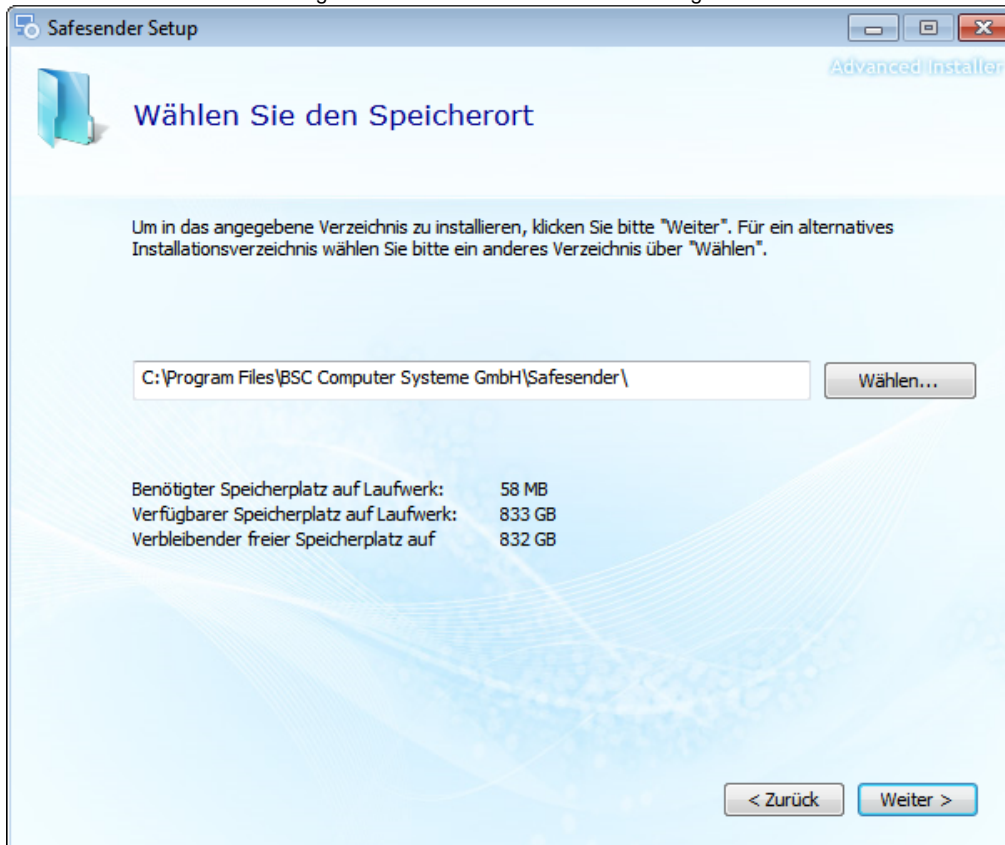 Safesender Setup
Advanced Installer
Wählen Sie den Speicherort
Um in das angegebene Verzeichnis zu installieren, klicken Sie bitte "Weiter". Für ein alternatives
Installationsverzeichnis wählen Sie bitte ein anderes Verzeichnis über "Wählen".
C:\Program Files\BSC Computer Systeme GmbH\Safesender\
Wählen...
Benötigter Speicherplatz auf Laufwerk: 58 MB
Verfügbarer Speicherplatz auf Laufwerk: 833 GB
Verbleibender freier Speicherplatz auf 832 GB
< Zurück Weiter >